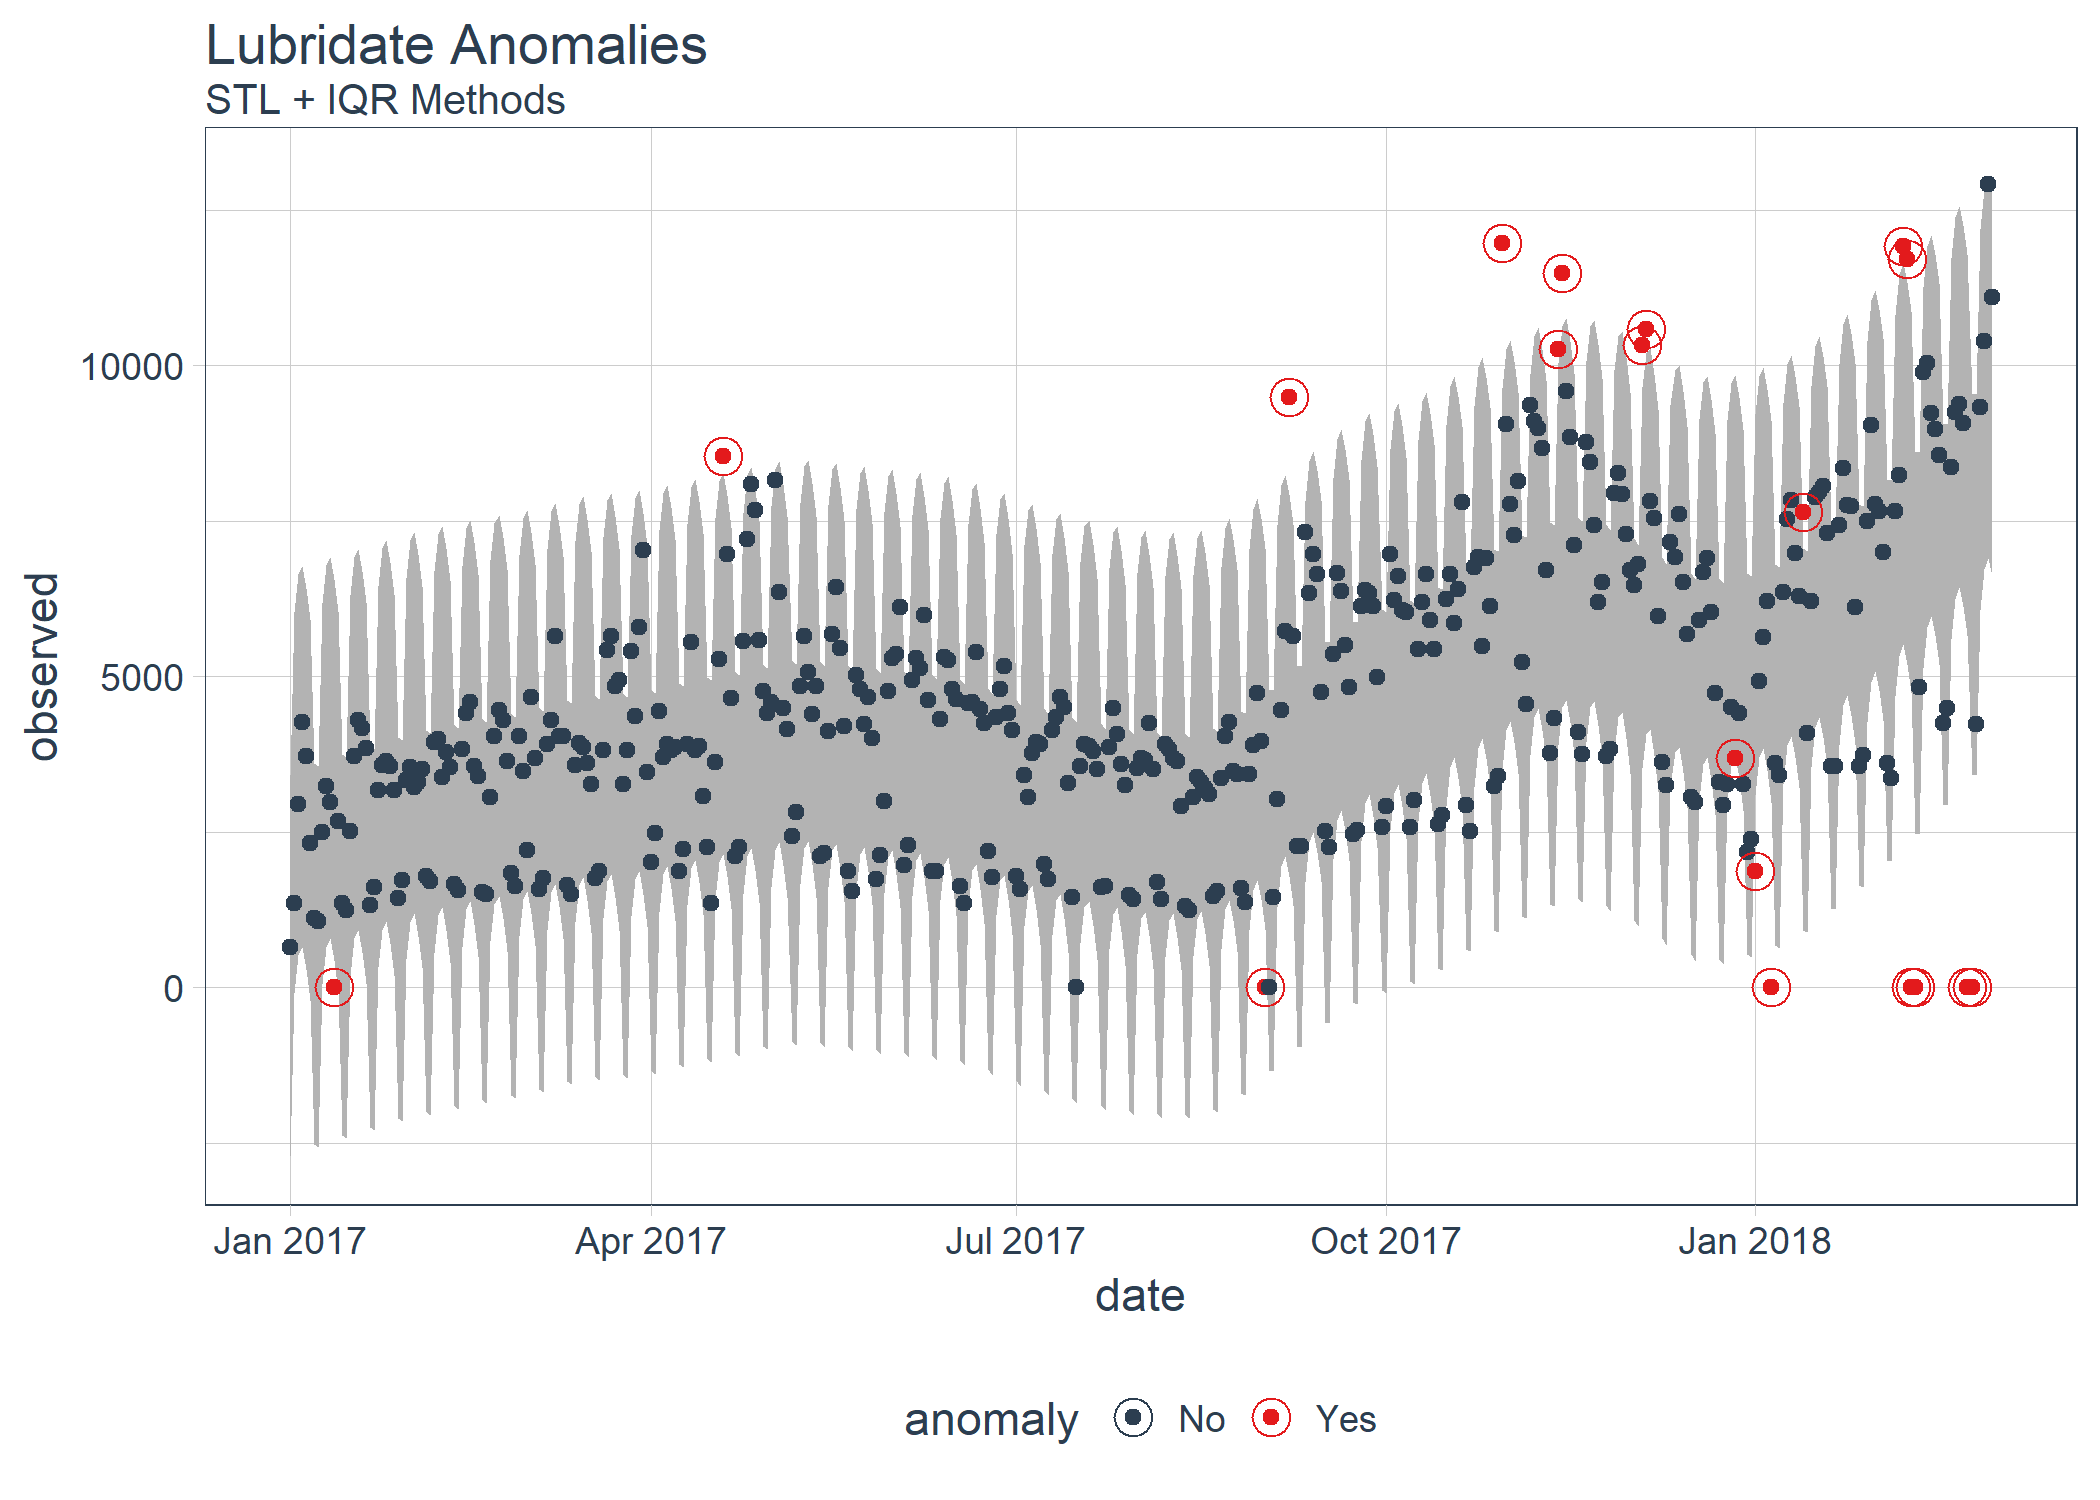 Lubridate Anomalies
STL + IQR Methods
observed
10000
5000
0
Jan 2017 Apr 2017 Jul 2017 Oct 2017 Jan 2018
date
anomaly No Yes